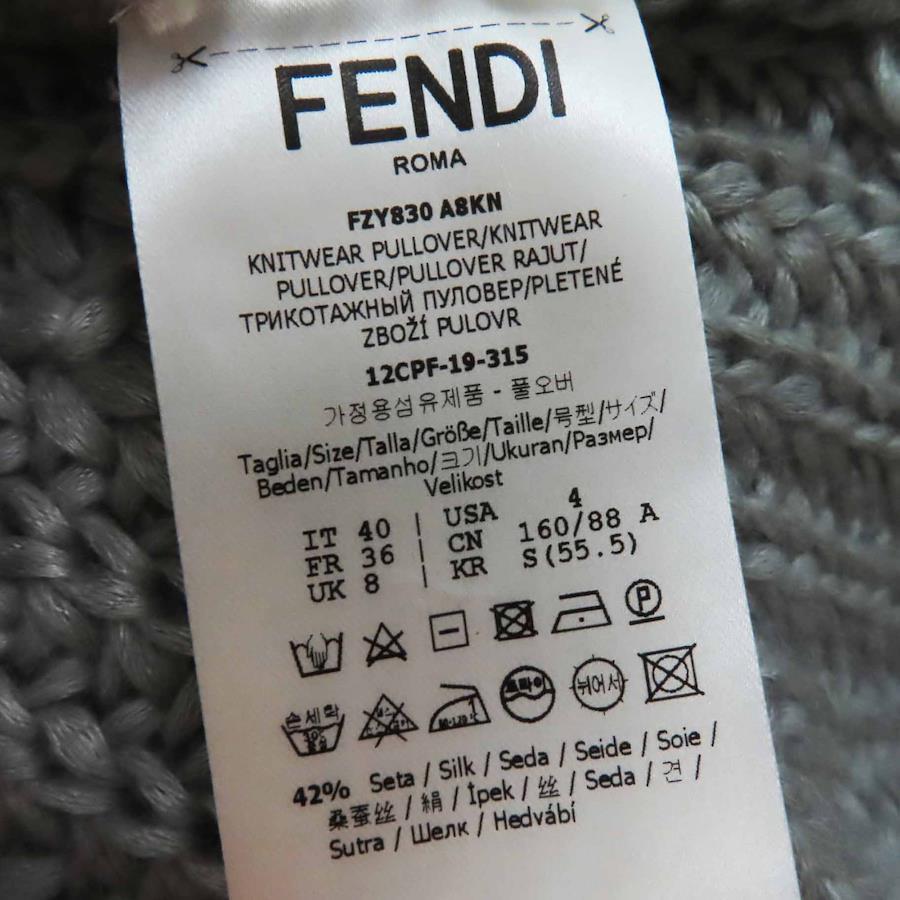 FENDI
ROMA
FZY830 A8KN
KNITWEAR PULLOVER/KNITWEAR
PULLOVER/PULLOVER RAJUT/
ТРИКОТАЖНЫЙ ПУЛОВЕР/PLETENÉ
ZBOŽÍ PULOVR
12CPF-19-315
가정용섬유제품 - 풀오버
Taglia/Size/Talla/Größe/Taille/号型/サイズ/
Beden/Tamanho/크기/Ukuran/Размер/
Velikost
IT 40 | USA 4
FR 36 | CN 160/88 A
UK 8 | KR S(55.5)
P
손세탁 드라이 뉘어서
42% Seta / Silk / Seda / Seide / Soie /
桑蚕丝 / 絹 / İpek / 丝 / Seda / 견 /
Sutra / Шелк / Hedvábí